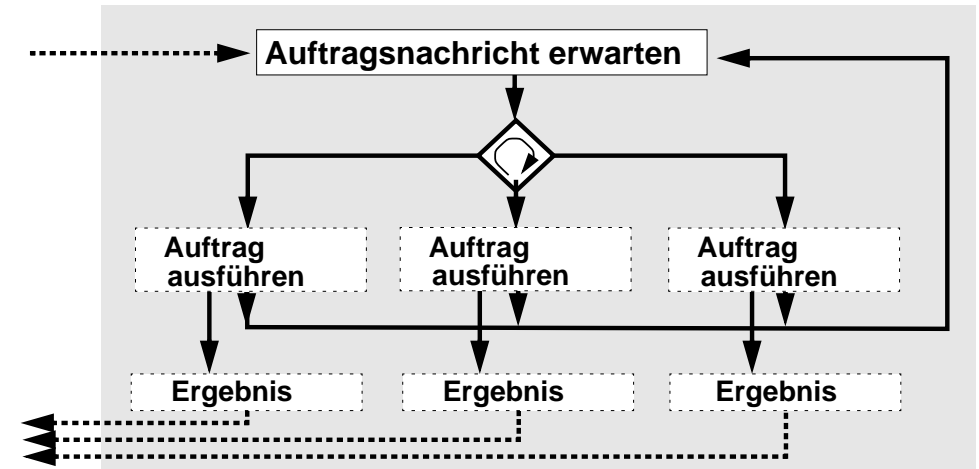 Auftragsnachricht erwarten
Auftrag
ausführen
Auftrag
ausführen
Auftrag
ausführen
Ergebnis
Ergebnis
Ergebnis